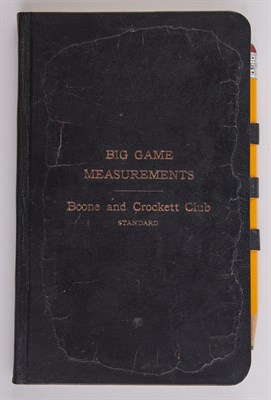 BIG GAME
MEASUREMENTS
Boone and Crockett Club
STANDARD